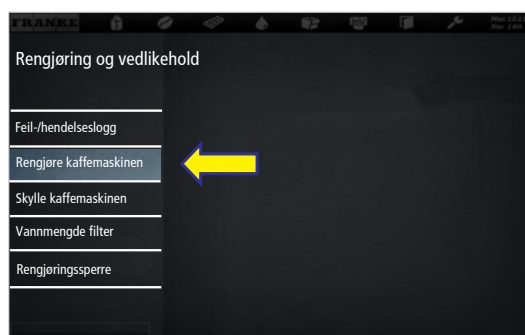 FRANKE
Rengjøring og vedlikehold
Feil-/hendelseslogg
Rengjøre kaffemaskinen
Skylle kaffemaskinen
Vannmengde filter
Rengjøringssperre